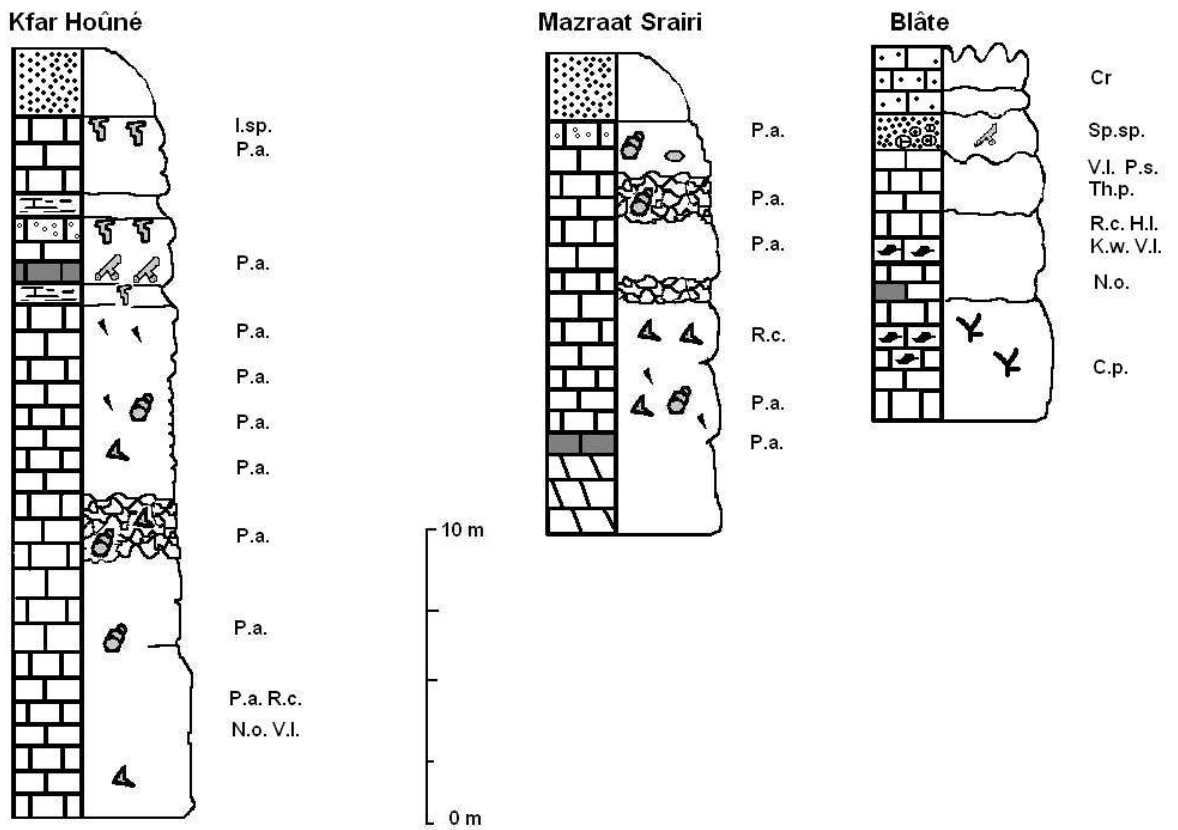 Kfar Hoûné
I.sp.
P.a.
P.a.
P.a.
P.a.
P.a.
P.a.
P.a.
P.a.
P.a. R.c.
N.o. V.l.
10 m
0 m
Mazraat Srairi
P.a.
P.a.
P.a.
R.c.
P.a.
P.a.
Blâte
Cr
Sp.sp.
V.l. P.s.
Th.p.
R.c. H.l.
K.w. V.l.
N.o.
C.p.